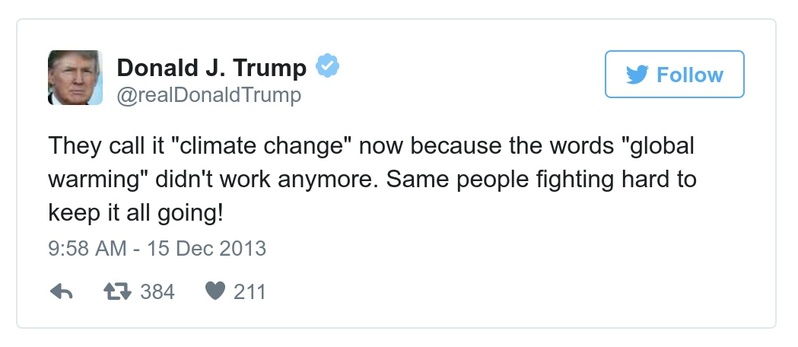 Donald J. Trump
@realDonaldTrump
Follow
They call it "climate change" now because the words "global
warming" didn't work anymore. Same people fighting hard to
keep it all going!
9:58 AM - 15 Dec 2013
384 211